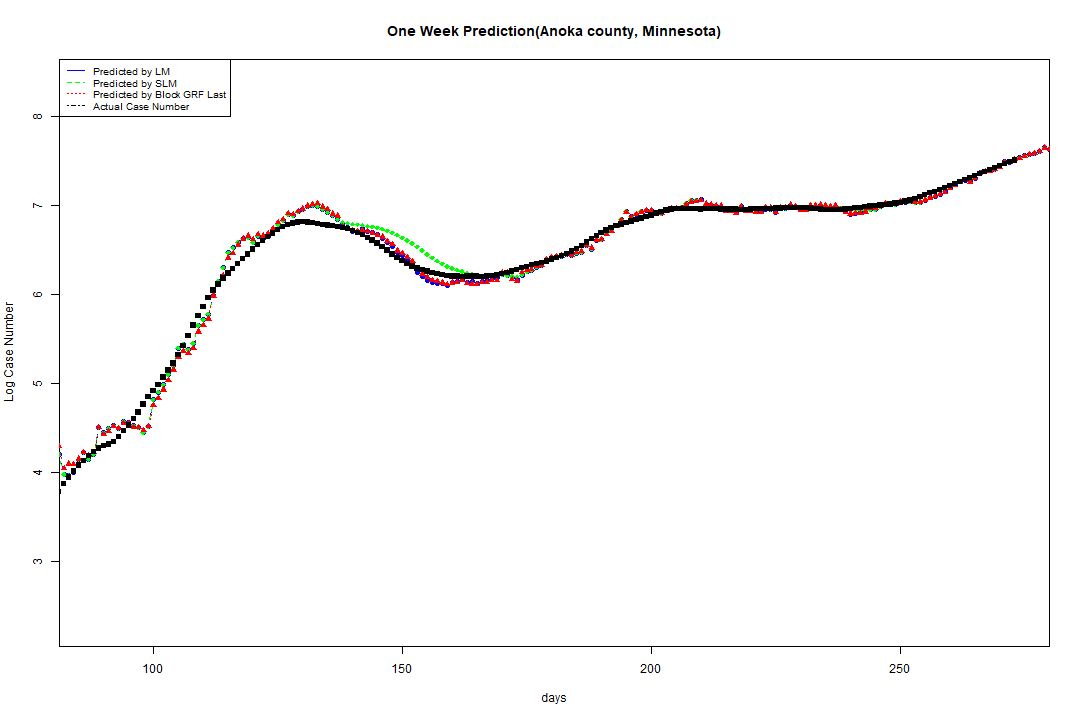 One Week Prediction(Anoka county, Minnesota)
Predicted by LM
Predicted by SLM
Predicted by Block GRF Last
Actual Case Number
8
7
6
5
4
3
Log Case Number
100 150 200 250
days